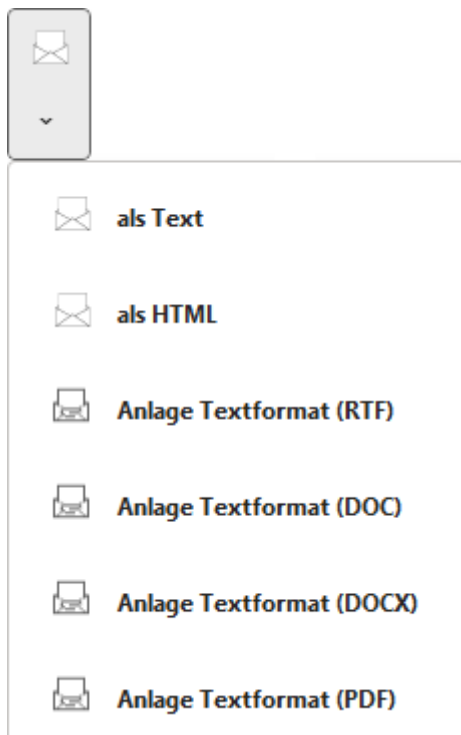 als Text
als HTML
Anlage Textformat (RTF)
Anlage Textformat (DOC)
Anlage Textformat (DOCX)
Anlage Textformat (PDF)